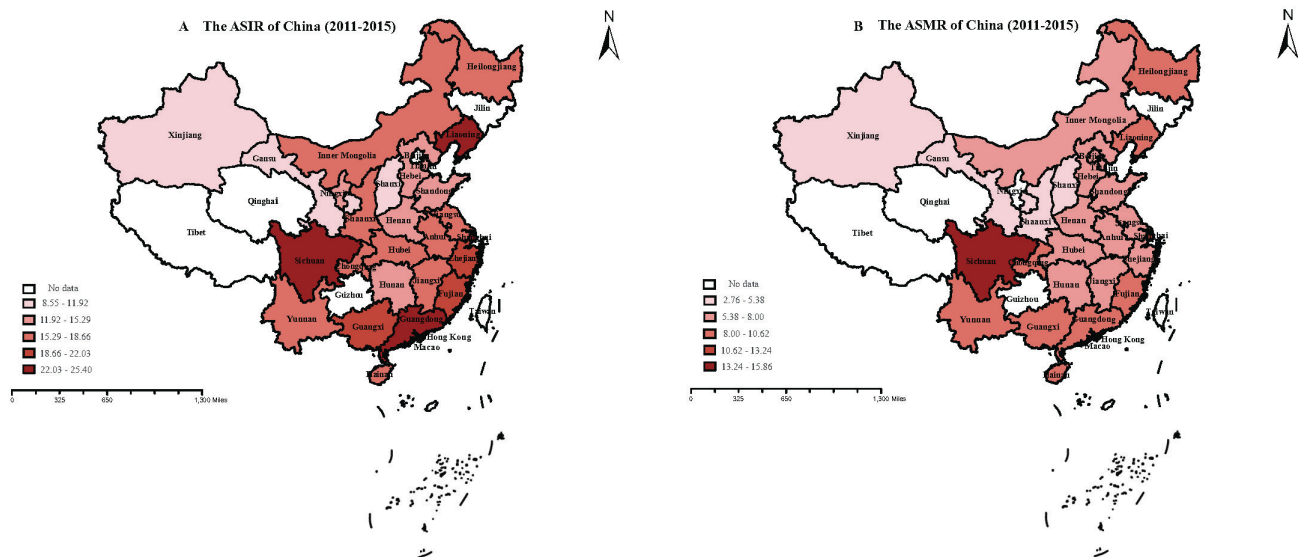 A The ASIR of China (2011-2015)
N
Heilongjiang
Jilin
Liaoning
Xinjiang
Gansu
Inner Mongolia
Beijing
Hebei
Shanxi
Shandong
Qinghai
Shaanxi
Henan
Tibet
Anhui
Shanghai
Hubei
Sichuan
Chongqing
Zhejiang
Hunan
Jiangxi
Fujian
Guizhou
Taiwan
Yunnan
Guangxi
Guangdong
Hong Kong
Macao
No data
8.55 - 11.92
11.92 - 15.29
15.29 - 18.66
18.66 - 22.03
22.03 - 25.40
0 325 650 1,300 Miles
B The ASMR of China (2011-2015)
N
Heilongjiang
Jilin
Inner Mongolia
Liaoning
Xinjiang
Gansu
Hebei
Ningxia
Shanxi
Shandong
Qinghai
Shaanxi
Henan
Tibet
Anhui
Shanghai
Hubei
Sichuan
Chongqing
Hunan
Jiangxi
Fujian
Guizhou
Taiwan
Yunnan
Guangxi
Guangdong
Hong Kong
Macao
No data
2.76 - 5.38
5.38 - 8.00
8.00 - 10.62
10.62 - 13.24
13.24 - 15.86
0 325 650 1,300 Miles